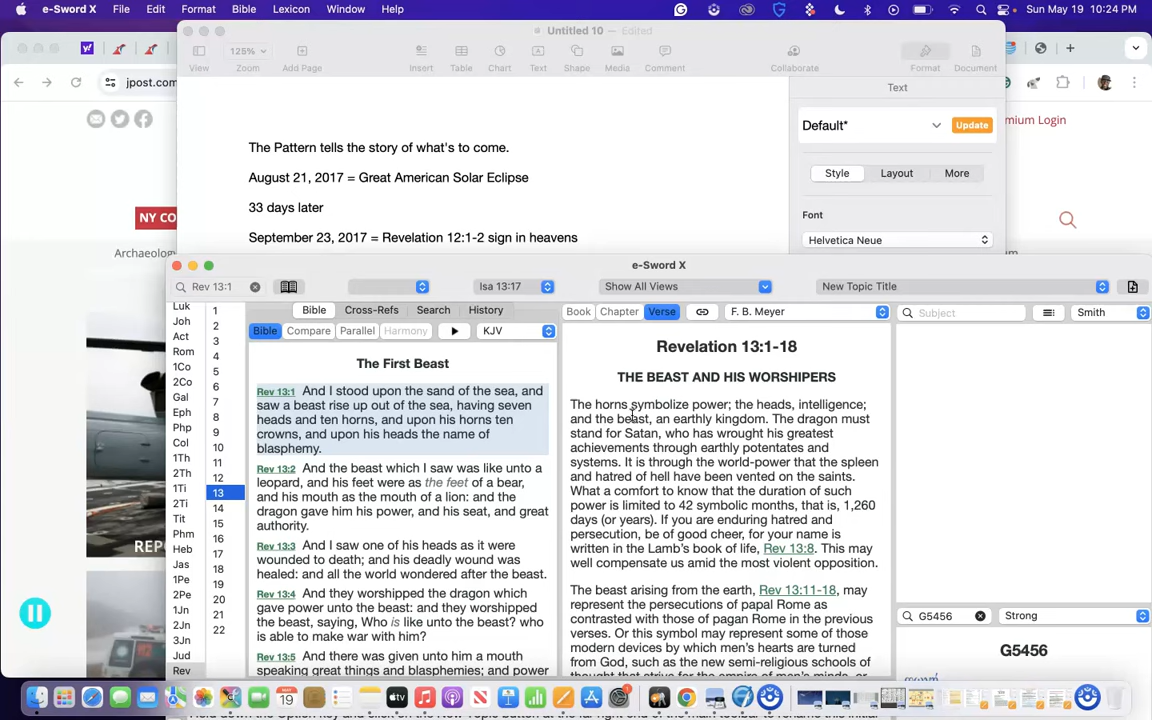 e-Sword X File Edit Format Bible Lexicon Window Help
Sun May 19 10:24 PM
Untitled 10 — Edited
125%
View Zoom Add Page Insert Table Chart Text Shape Media Comment Collaborate Format Document
jpost.com
mium Login
NY CO
Archaeolog
REP
The Pattern tells the story of what's to come.
August 21, 2017 = Great American Solar Eclipse
33 days later
September 23, 2017 = Revelation 12:1-2 sign in heavens
Text
Default*
Update
Style Layout More
Font
Helvetica Neue
e-Sword X
Rev 13:1
Isa 13:17
Show All Views
New Topic Title
Luk
Joh
Act
Rom
1Co
2Co
Gal
Eph
Php
Col
1Th
2Th
1Ti
2Ti
Tit
Phm
Heb
Jas
1Pe
2Pe
1Jn
2Jn
3Jn
Jud
Rev
1
2
3
4
5
6
7
8
9
10
11
12
13
14
15
16
17
18
19
20
21
22
Bible Cross-Refs Search History
Bible Compare Parallel Harmony
KJV
The First Beast
Rev 13:1 And I stood upon the sand of the sea, and
saw a beast rise up out of the sea, having seven
heads and ten horns, and upon his horns ten
crowns, and upon his heads the name of
blasphemy.
Rev 13:2 And the beast which I saw was like unto a
leopard, and his feet were as the feet of a bear,
and his mouth as the mouth of a lion: and the
dragon gave him his power, and his seat, and great
authority.
Rev 13:3 And I saw one of his heads as it were
wounded to death; and his deadly wound was
healed: and all the world wondered after the beast.
Rev 13:4 And they worshipped the dragon which
gave power unto the beast: and they worshipped
the beast, saying, Who is like unto the beast? who
is able to make war with him?
Rev 13:5 And there was given unto him a mouth
speaking great things and blasphemies; and power
Book Chapter Verse
F. B. Meyer
Revelation 13:1-18
THE BEAST AND HIS WORSHIPERS
The horns symbolize power; the heads, intelligence;
and the beast, an earthly kingdom. The dragon must
stand for Satan, who has wrought his greatest
achievements through earthly potentates and
systems. It is through the world-power that the spleen
and hatred of hell have been vented on the saints.
What a comfort to know that the duration of such
power is limited to 42 symbolic months, that is, 1,260
days (or years). If you are enduring hatred and
persecution, be of good cheer, for your name is
written in the Lamb's book of life, Rev 13:8. This may
well compensate us amid the most violent opposition.
The beast arising from the earth, Rev 13:11-18, may
represent the persecutions of papal Rome as
contrasted with those of pagan Rome in the previous
verses. Or this symbol may represent some of those
modern devices by which men's hearts are turned
from God, such as the new semi-religious schools of
Subject
Smith
G5456
Strong
G5456